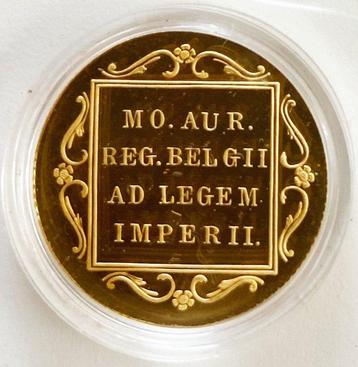 MO. AUR.
REG. BELGII
AD LEGEM
IMPERII.